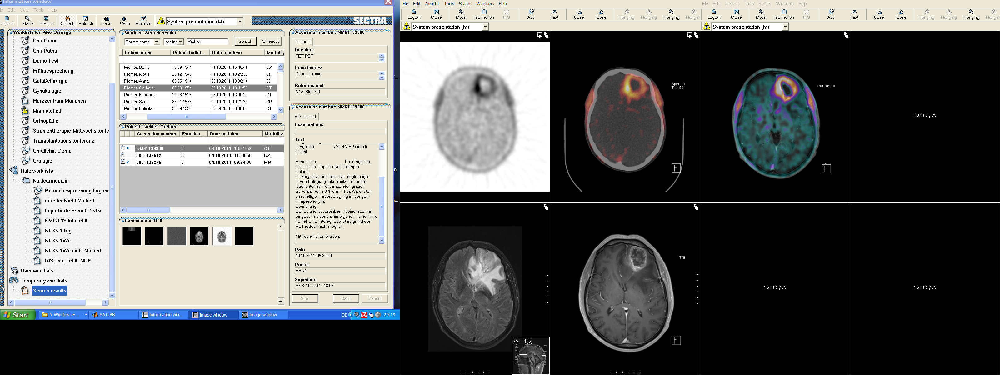 Information window
Edit View Tools Help
Logout Matrix Images Search Refresh Case Case Minimize System presentation (M) SECTRA
Worklists for: Alex Drzezga
Chir Demo
Chir Patho
Demo Test
Frühbesprechung
Gefäßchirurgie
Gynäkologie
Herzzentrum München
Mismatched
Orthopädie
Strahlentherapie-Mittwochskonfe
Transplantationskonferenz
Unfallchir. Demo
Urologie
Role worklists
Nuklearmedizin
Befundbesprechung Organo
cdreder Nicht Quitiert
Importierte Fremd Disks
KMG RIS Info fehlt
NUKs 1Tag
NUKs 1Wo
NUKs 1Wo nicht Quitiert
RIS_Info_fehlt_NUK
User worklists
Temporary worklists
Search results
Worklist: Search results
Patient name begins Richter Search Advanced
Patient name Patient birthd... Date and time Modality
Richter, Bernd 18.09.1944 11.10.2011, 15:46:41 DX
Richter, Klaus 23.12.1943 11.10.2011, 13:29:33 CR
Richter, Anna 08.05.1914 09.10.2011, 18:00:14 DX
Richter, Gerhard 07.09.1954 06.10.2011, 13:41:59 CT
Richter, Elisabeth 19.08.1913 05.10.2011, 16:00:12 CT
Richter, Sven 23.01.1975 04.10.2011, 10:21:32 CR
Richter, Felicitas 28.06.1936 30.09.2011, 00:00:00 CT
Patient: Richter, Gerhard
Accession number Examina... Date and time Modality
NM61139308 0 06.10.2011, 13:41:59 CT
0061139512 0 04.10.2011, 11:00:56 DX
0061139275 0 04.10.2011, 09:24:06 MR
Examination ID: 0
Accession number: NM61139308
Request
Question
FET-PET
Case history
Gliom li frontal
Referring unit
NCS Stat. 6-9
Accession number: NM61139308
RIS report 1
Examinations
Text
Diagnose: C71.9 V.a. Gliom li
frontal
Anamnese: Erstdiagnose,
noch keine Biopsie oder Therapie
Befund:
Es zeigt sich eine intensive, ringförmige
Tracerbelegung links frontal mit einem
Quotienten zur kontralateralen grauen
Substanz von 2,8 (Norm < 1,6). Ansonsten
unauffällige Tracerbelegung im übrigen
Hirnparenchym.
Beurteilung:
Der Befund ist vereinbar mit einem zentral
eingeschmolzenen, hirneigenen Tumor links
frontal. Eine Artdiagnose ist aufgrund der
PET jedoch nicht möglich.
Mit freundlichen Grüßen,
Date
10.10.2011, 09:24:00
Doctor
HENN
Signatures
ESS; 10.10.11, 18:02
Sign Save Cancel
Start 5 Windows E... MATLAB Information win... Image window Image window DE 20:19
File Edit Ansicht Tools Status Windows Help
Logout Close Matrix Information RIS Add Next Case Case Hanging Hanging Hanging Hangin
System presentation (M)
File Edit Ansicht Tools Status Windows Help
Logout Close Matrix Information RIS Add Next Case Case Hanging Hanging Hanging Hangin
System presentation (M)
Spin: -0
Tilt: -90
F
Tra>Cor -10
F
no images
35+ 1(3)
1
Tra
F
no images
no images